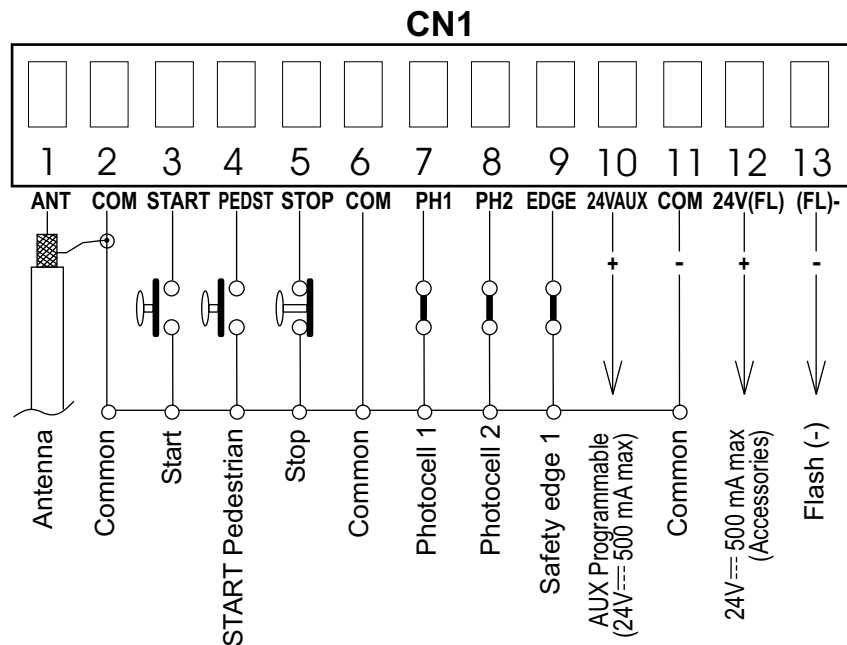 CN1
1 2 3 4 5 6 7 8 9 10 11 12 13
ANT COM START PEDST STOP COM PH1 PH2 EDGE 24VAUX COM 24V(FL) (FL)-
+ - + -
Antenna
Common
Start
START Pedestrian
Stop
Common
Photocell 1
Photocell 2
Safety edge 1
AUX Programmable
(24V⎓ 500 mA max)
Common
24V⎓ 500 mA max
(Accessories)
Flash (-)